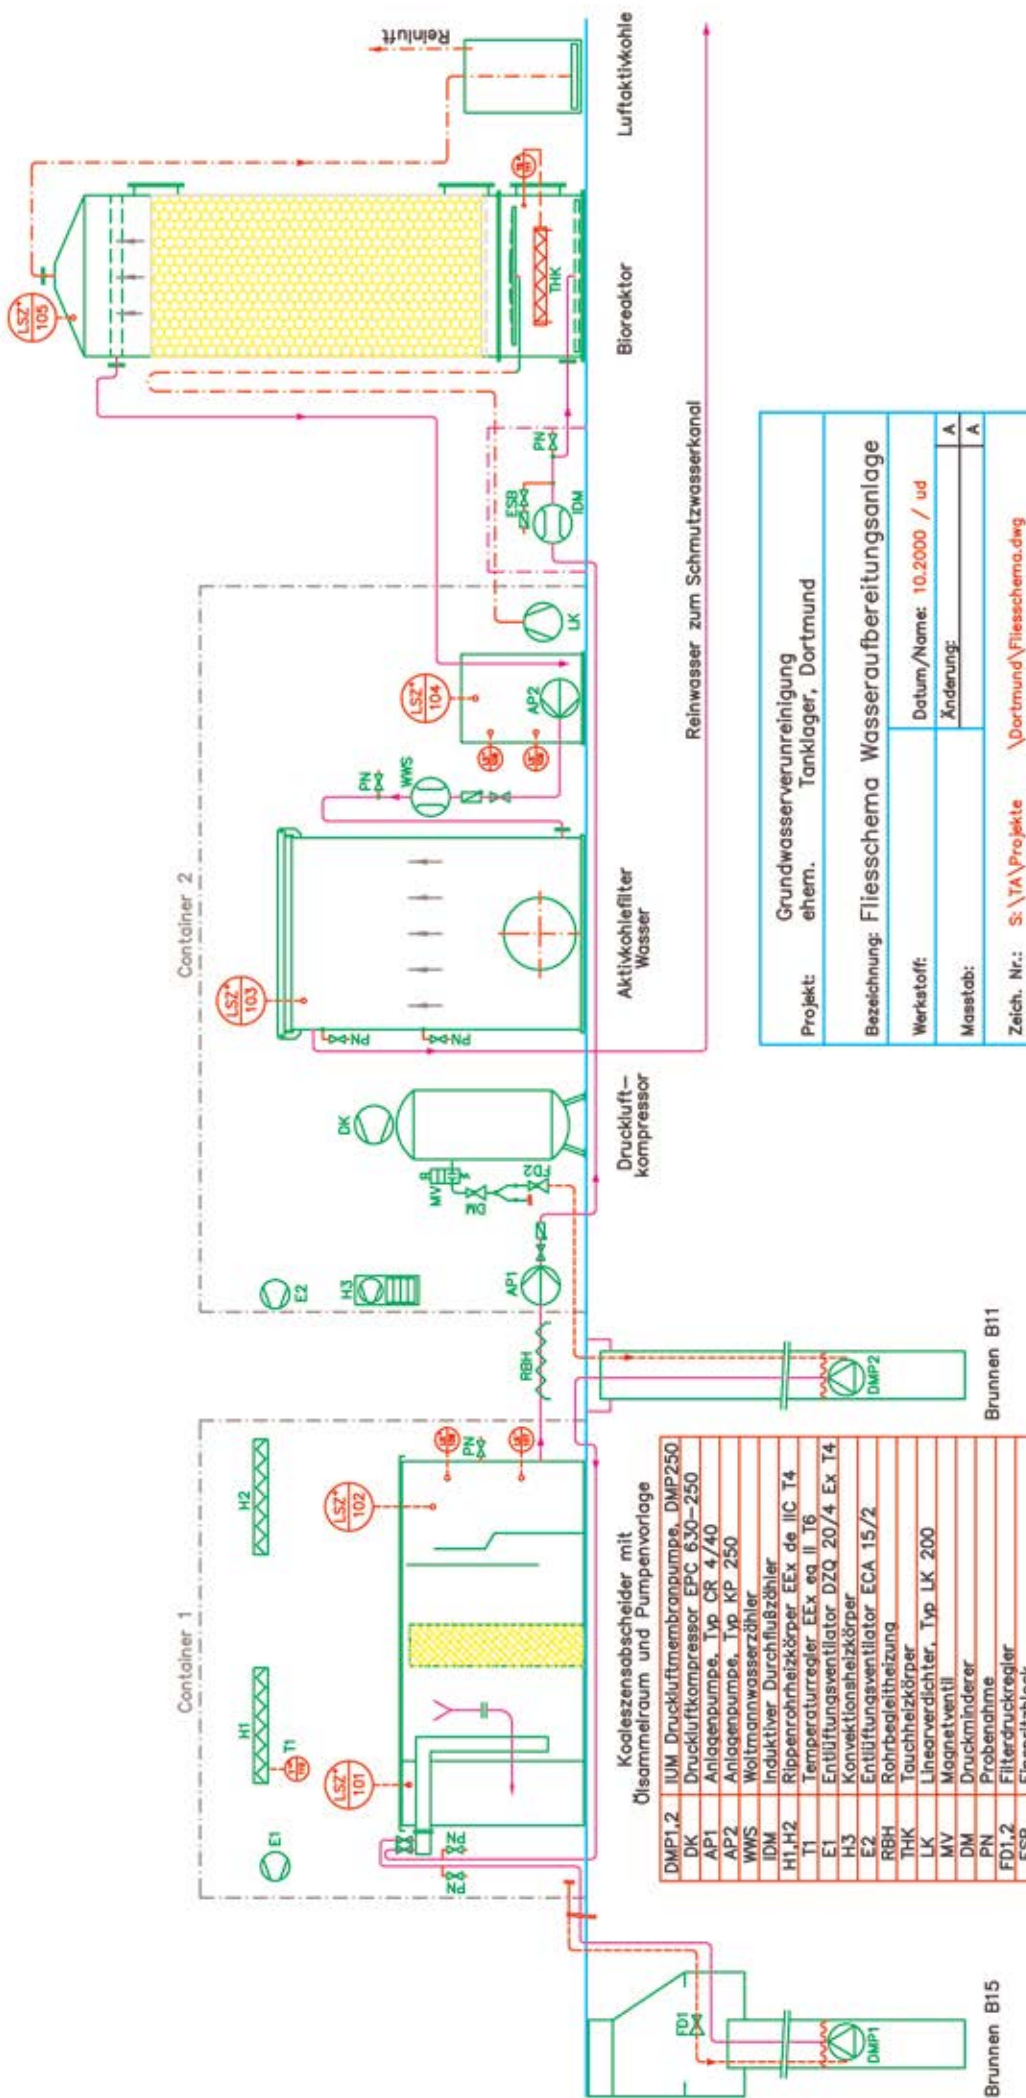 Container 1
Container 2
E1
H1
T1
H2
LSZ+
101
LSZ+
102
PN
PN
PN
RBH
E2
H3
AP1
DK
MV
DM
FD2
LSZ+
103
PN
PN
PN
WWS
LSZ+
104
AP2
LK
ESB
PN
IDM
LSZ+
105
THK
Reinluft
Koaleszensabscheider mit
Ölsammelraum und Pumpenvorlage
Druckluft-
kompressor
Aktivkohlefilter
Wasser
Bioreaktor
Luftaktivkohle
Reinwasser zum Schmutzwasserkanal
FD1
DMP1
Brunnen B15
DMP2
Brunnen B11
DMP1,2 IUM Druckluftmembranpumpe, DMP250
DK Druckluftkompressor EPC 630-250
AP1 Anlagenpumpe, Typ CR 4/40
AP2 Anlagenpumpe, Typ KP 250
WWS Woltmannwasserzähler
IDM Induktiver Durchflußzähler
H1,H2 Rippenrohrheizkörper EEx de IIC T4
T1 Temperaturregler EEx eq II T6
E1 Entlüftungsventilator DZQ 20/4 Ex T4
H3 Konvektionsheizkörper
E2 Entlüftungsventilator ECA 15/2
RBH Rohrbegleitheizung
THK Tauchheizkörper
LK Linearverdichter, Typ LK 200
MV Magnetventil
DM Druckminderer
PN Probenahme
FD1,2 Filterdruckregler
Projekt: Grundwasserverunreinigung
ehem. Tanklager, Dortmund
Bezeichnung: Fliesschema Wasseraufbereitungsanlage
Werkstoff: Datum/Name: 10.2000 / ud
Masstab: Änderung: A
A
Zeich. Nr.: S:\TA\Projekte \Dortmund\Fliesschema.dwg